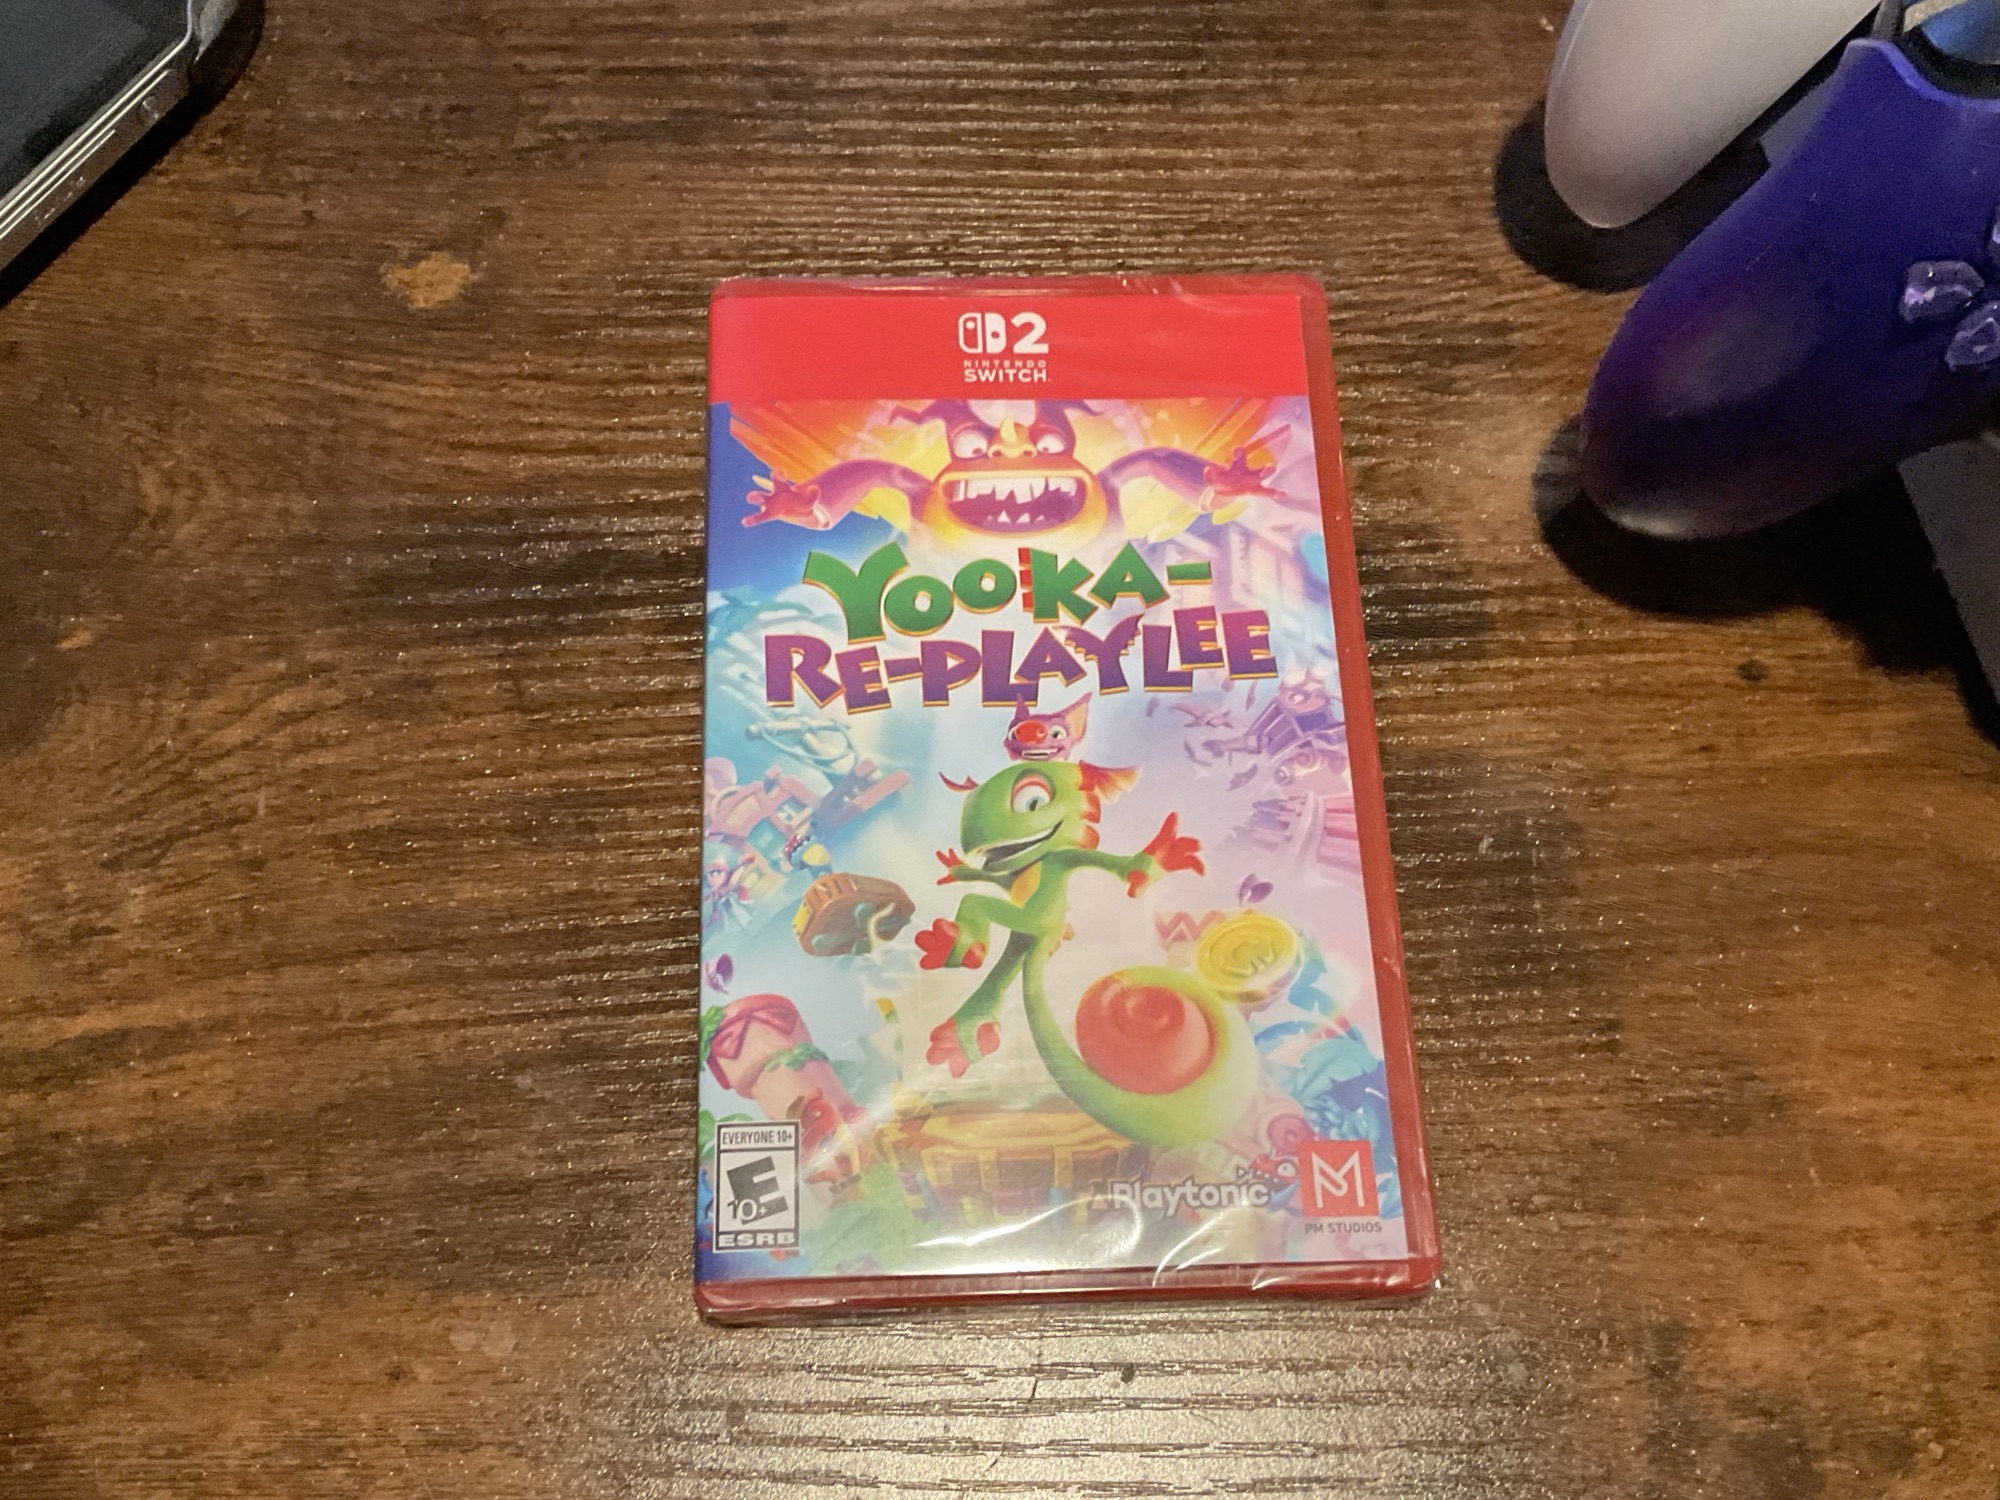 2
NINTENDO
SWITCH
YOOKA-
RE-PLAYLEE
EVERYONE 10+
E
10+
ESRB
Playtonic
PM STUDIOS